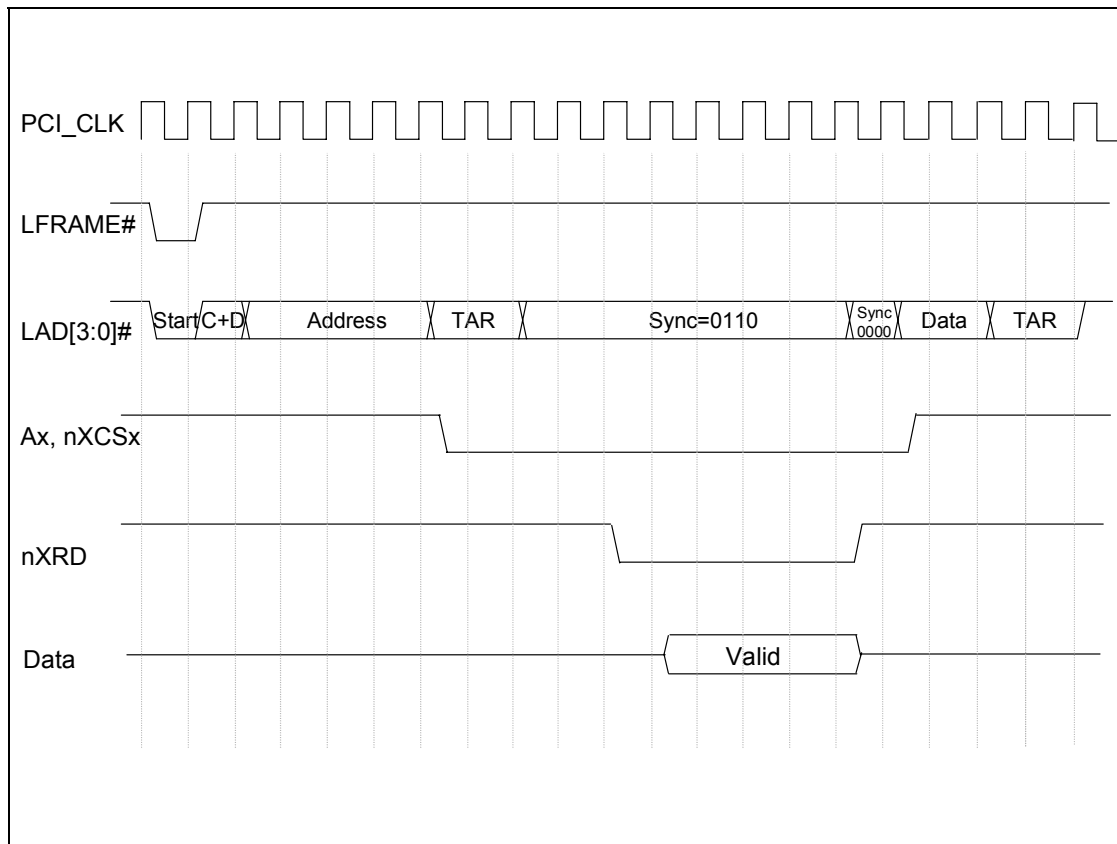 PCI_CLK
LFRAME#
LAD[3:0]#
Start
C+D
Address
TAR
Sync=0110
Sync
0000
Data
TAR
Ax, nXCSx
nXRD
Data
Valid